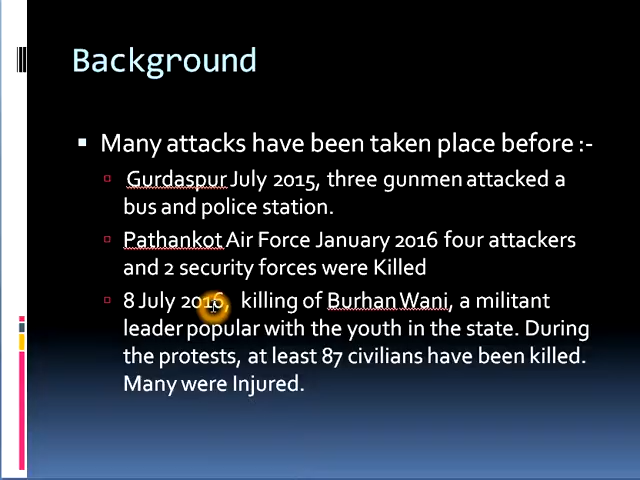 Background
Many attacks have been taken place before :-
Gurdaspur July 2015, three gunmen attacked a
bus and police station.
Pathankot Air Force January 2016 four attackers
and 2 security forces were Killed
8 July 2016, killing of Burhan Wani, a militant
leader popular with the youth in the state. During
the protests, at least 87 civilians have been killed.
Many were Injured.